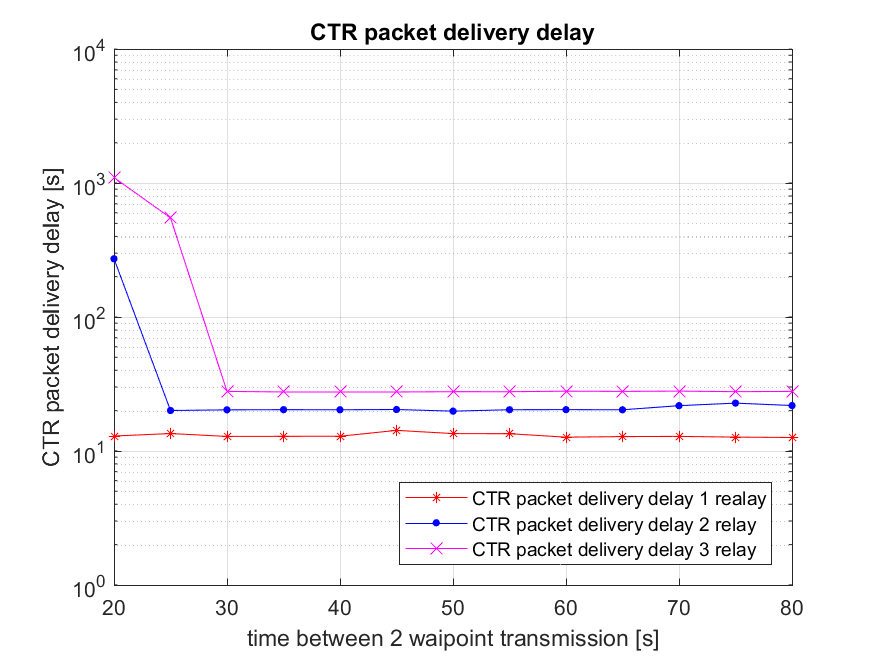 CTR packet delivery delay
10^4
10^3
10^2
10^1
10^0
CTR packet delivery delay [s]
CTR packet delivery delay 1 realay
CTR packet delivery delay 2 relay
CTR packet delivery delay 3 relay
20 30 40 50 60 70 80
time between 2 waipoint transmission [s]